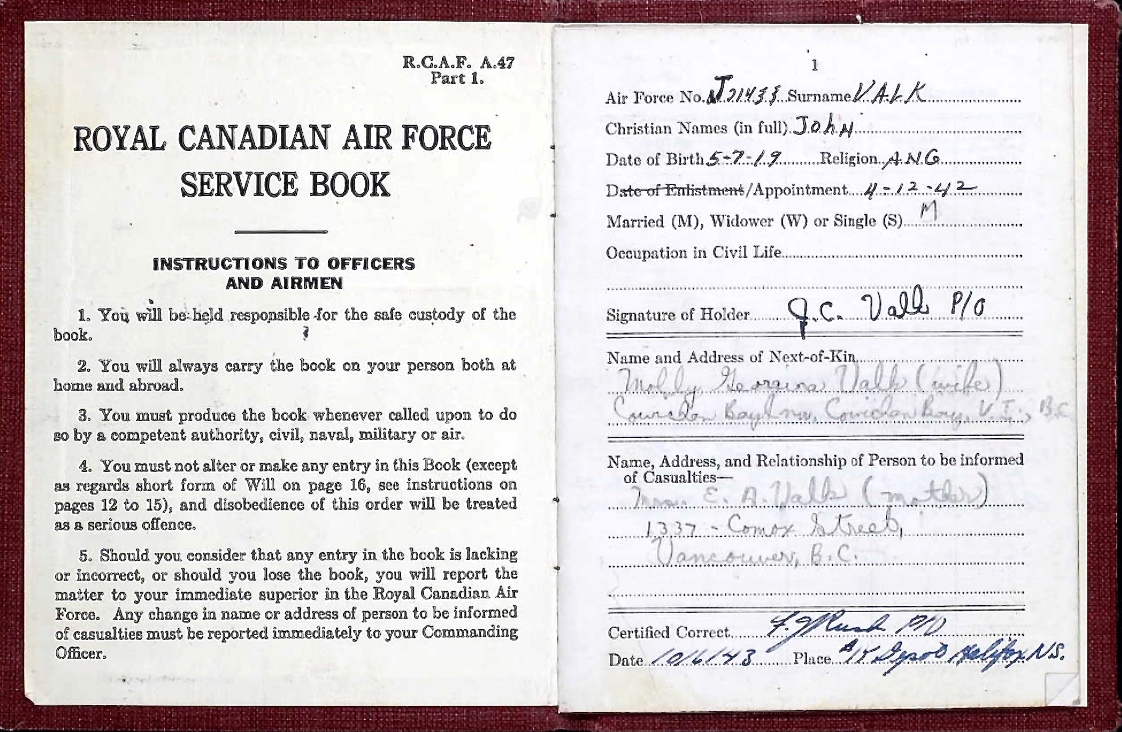 R.C.A.F. A.47
Part 1.
ROYAL CANADIAN AIR FORCE
SERVICE BOOK
INSTRUCTIONS TO OFFICERS
AND AIRMEN
1. You will be held responsible for the safe custody of the
book.
2. You will always carry the book on your person both at
home and abroad.
3. You must produce the book whenever called upon to do
so by a competent authority, civil, naval, military or air.
4. You must not alter or make any entry in this Book (except
as regards short form of Will on page 16, see instructions on
pages 12 to 15), and disobedience of this order will be treated
as a serious offence.
5. Should you consider that any entry in the book is lacking
or incorrect, or should you lose the book, you will report the
matter to your immediate superior in the Royal Canadian Air
Force. Any change in name or address of person to be informed
of casualties must be reported immediately to your Commanding
Officer.
1
Air Force No. Surname VALK
Christian Names (in full) John
Date of Birth 5-7-19 Religion ANG
Date of Enlistment/Appointment 4-12-42
Married (M), Widower (W) or Single (S) M
Occupation in Civil Life
Signature of Holder J.C. Valk P/O
Name and Address of Next-of-Kin
Molly Georgina Valk (wife)
Cowichan Bay Inn, Cowichan Bay, V.I., B.C.
Name, Address, and Relationship of Person to be informed
of Casualties—
Mrs. E. A. Valk (mother)
1337 - Comox Street,
Vancouver, B.C.
Certified Correct P/O
Date 10/6/43 Place Depot Halifax N.S.